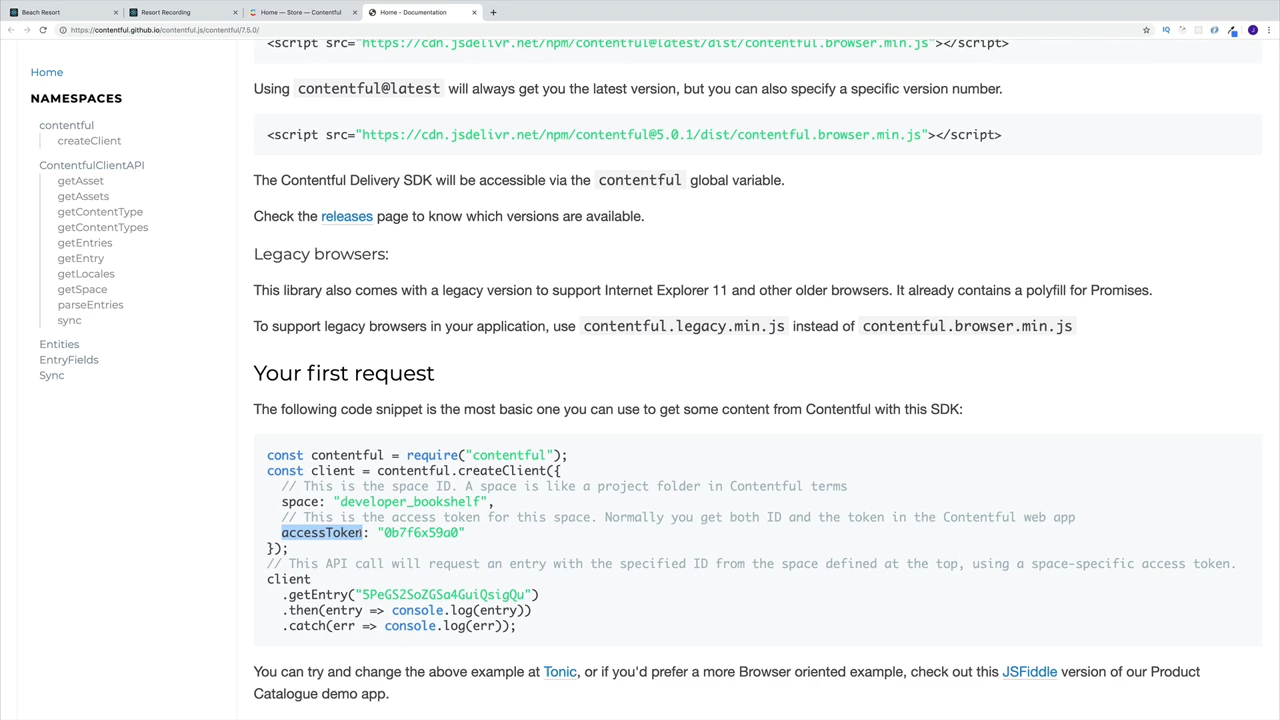 Beach Resort
Resort Recording
Home — Store — Contentful
Home - Documentation
https://contentful.github.io/contentful.js/contentful/7.5.0/
Home
NAMESPACES
contentful
createClient
ContentfulClientAPI
getAsset
getAssets
getContentType
getContentTypes
getEntries
getEntry
getLocales
getSpace
parseEntries
sync
Entities
EntryFields
Sync
<script src="https://cdn.jsdelivr.net/npm/contentful@latest/dist/contentful.browser.min.js"></script>
Using contentful@latest will always get you the latest version, but you can also specify a specific version number.
<script src="https://cdn.jsdelivr.net/npm/contentful@5.0.1/dist/contentful.browser.min.js"></script>
The Contentful Delivery SDK will be accessible via the contentful global variable.
Check the releases page to know which versions are available.
Legacy browsers:
This library also comes with a legacy version to support Internet Explorer 11 and other older browsers. It already contains a polyfill for Promises.
To support legacy browsers in your application, use contentful.legacy.min.js instead of contentful.browser.min.js
Your first request
The following code snippet is the most basic one you can use to get some content from Contentful with this SDK:
const contentful = require("contentful");
const client = contentful.createClient({
// This is the space ID. A space is like a project folder in Contentful terms
space: "developer_bookshelf",
// This is the access token for this space. Normally you get both ID and the token in the Contentful web app
accessToken: "0b7f6x59a0"
});
// This API call will request an entry with the specified ID from the space defined at the top, using a space-specific access token.
client
.getEntry("5PeGS2SoZGSa4GuiQsigQu")
.then(entry => console.log(entry))
.catch(err => console.log(err));
You can try and change the above example at Tonic, or if you'd prefer a more Browser oriented example, check out this JSFiddle version of our Product
Catalogue demo app.